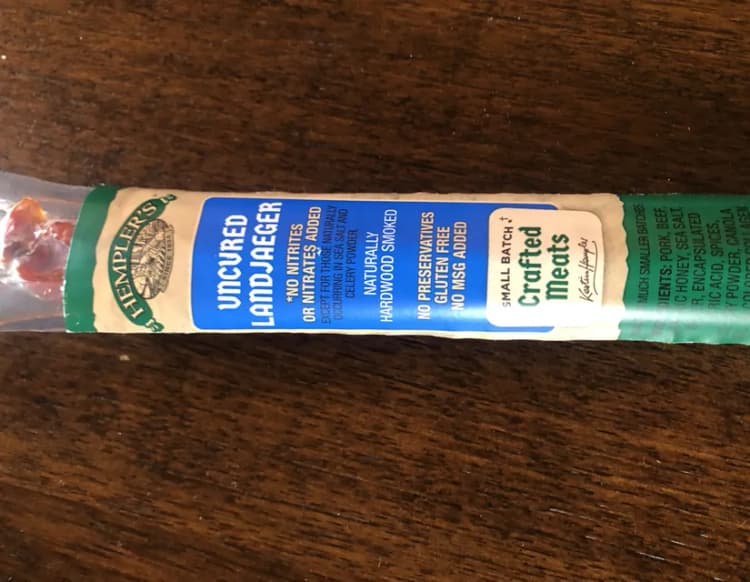 HEMPLER'S
UNCURED
LANDJAEGER
*NO NITRITES
OR NITRATES ADDED
EXCEPT FOR THOSE NATURALLY
OCCURRING IN SEA SALT AND
CELERY POWDER
NATURALLY
HARDWOOD SMOKED
NO PRESERVATIVES
GLUTEN FREE
NO MSG ADDED
SMALL BATCH†
Crafted
Meats
MUCH SMALLER BATCHES
IENTS: PORK, BEEF,
C HONEY, SEA SALT,
R, ENCAPSULATED
IC ACID, SPICES,
Y POWDER, CANOLA